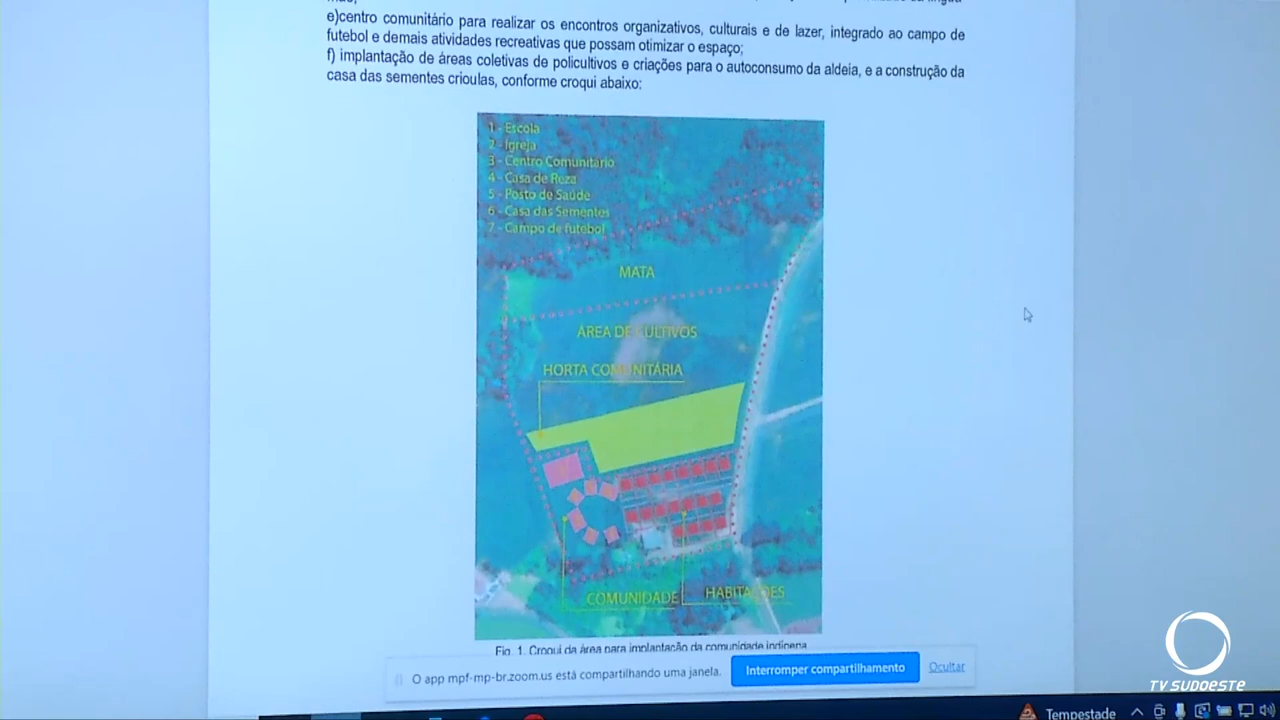 e)centro comunitário para realizar os encontros organizativos, culturais e de lazer, integrado ao campo de
futebol e demais atividades recreativas que possam otimizar o espaço;
f) implantação de áreas coletivas de policultivos e criações para o autoconsumo da aldeia, e a construção da
casa das sementes crioulas, conforme croqui abaixo:
1 - Escola
2 - Igreja
3 - Centro Comunitário
4 - Casa de Reza
5 - Posto de Saúde
6 - Casa das Sementes
7 - Campo de futebol
MATA
ÁREA DE CULTIVOS
HORTA COMUNITÁRIA
COMUNIDADE
HABITAÇÕES
Fig. 1. Croqui da área para implantação da comunidade indígena
O app mpf-mp-br.zoom.us está compartilhando uma janela.
Interromper compartilhamento
Ocultar
TV SUDOESTE
Tempestade